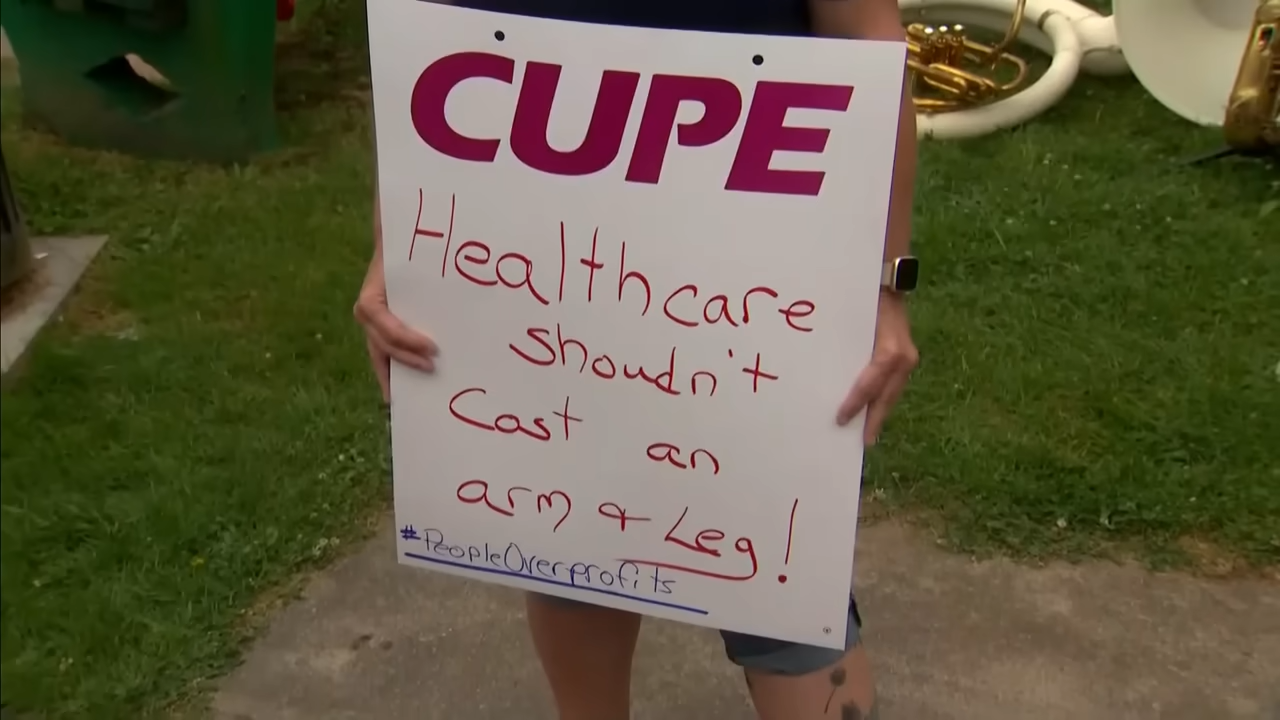 CUPE
Healthcare
shoudn't
Cost an
arm & Leg!
#PeopleOverprofits